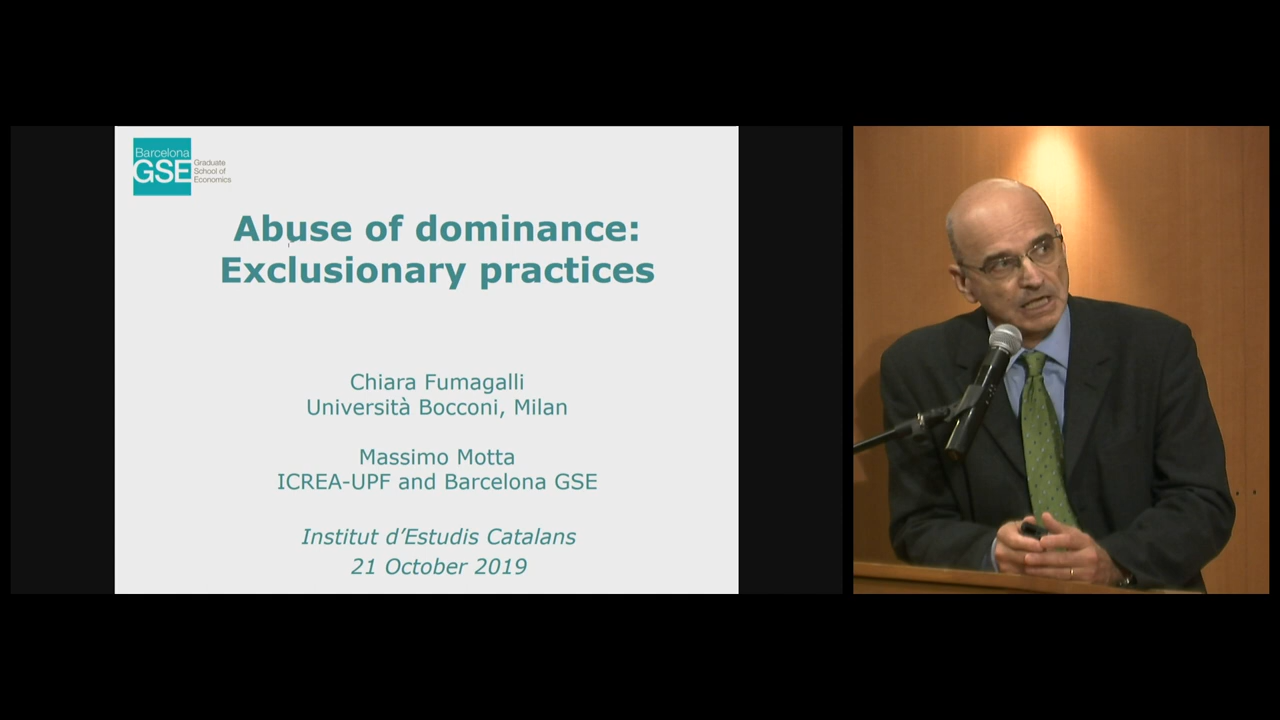 Barcelona
GSE
Graduate
School of
Economics
Abuse of dominance:
Exclusionary practices
Chiara Fumagalli
Università Bocconi, Milan
Massimo Motta
ICREA-UPF and Barcelona GSE
Institut d’Estudis Catalans
21 October 2019